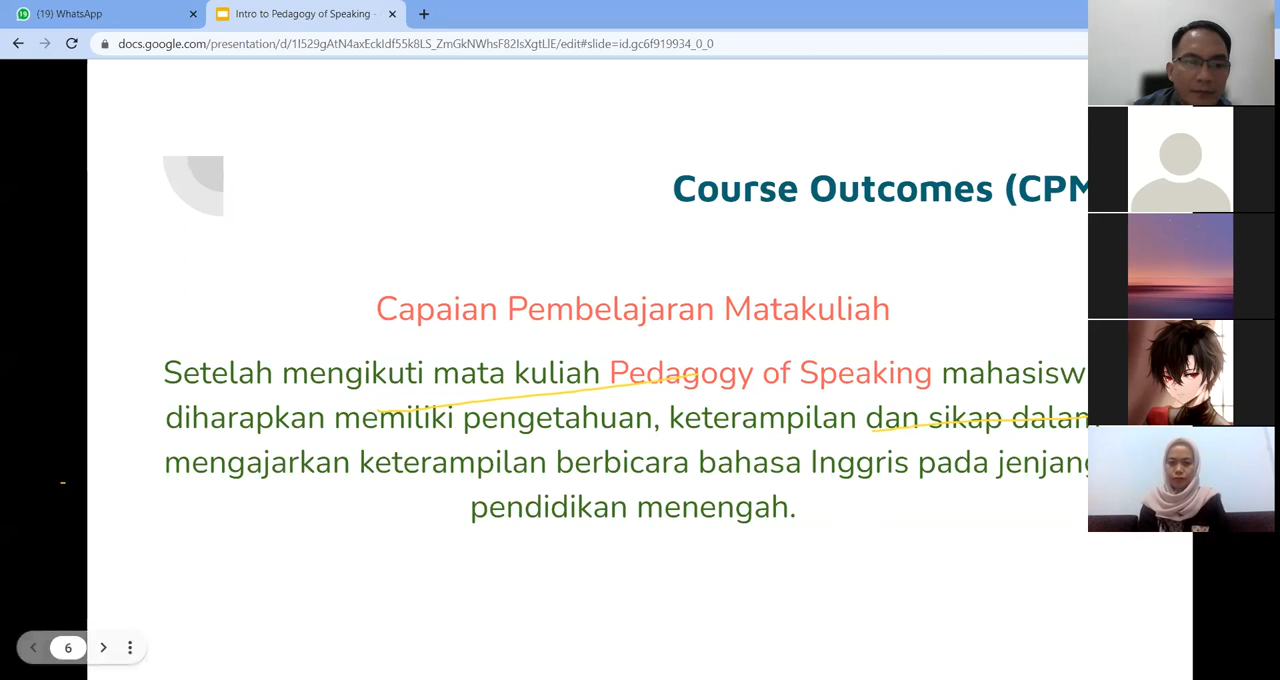 (19) WhatsApp
Intro to Pedagogy of Speaking -
docs.google.com/presentation/d/1I529gAtN4axEckIdf55k8LS_ZmGkNWhsF82IsXgtLlE/edit#slide=id.gc6f919934_0_0
Course Outcomes (CPM
Capaian Pembelajaran Matakuliah
Setelah mengikuti mata kuliah Pedagogy of Speaking mahasisw
diharapkan memiliki pengetahuan, keterampilan dan sikap dalam
mengajarkan keterampilan berbicara bahasa Inggris pada jenjang
pendidikan menengah.
6